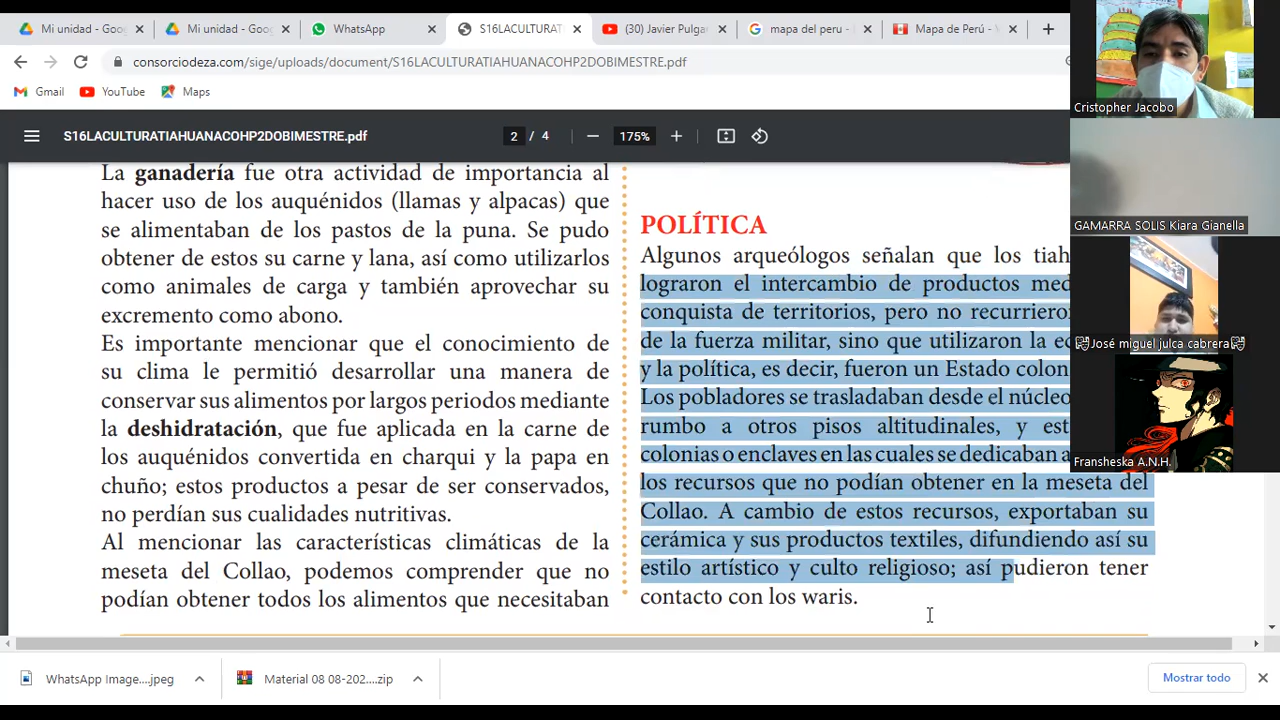 Mi unidad - Goo
Mi unidad - Goo
WhatsApp
S16LACULTURATI
(30) Javier Pulga
mapa del peru -
Mapa de Perú -
consorciodeza.com/sige/uploads/document/S16LACULTURATIAHUANACOHP2DOBIMESTRE.pdf
Gmail
YouTube
Maps
S16LACULTURATIAHUANACOHP2DOBIMESTRE.pdf
2 / 4
175%
La ganadería fue otra actividad de importancia al
hacer uso de los auquénidos (llamas y alpacas) que
se alimentaban de los pastos de la puna. Se pudo
obtener de estos su carne y lana, así como utilizarlos
como animales de carga y también aprovechar su
excremento como abono.
Es importante mencionar que el conocimiento de
su clima le permitió desarrollar una manera de
conservar sus alimentos por largos periodos mediante
la deshidratación, que fue aplicada en la carne de
los auquénidos convertida en charqui y la papa en
chuño; estos productos a pesar de ser conservados,
no perdían sus cualidades nutritivas.
Al mencionar las características climáticas de la
meseta del Collao, podemos comprender que no
podían obtener todos los alimentos que necesitaban
POLÍTICA
Algunos arqueólogos señalan que los tiah
lograron el intercambio de productos med
conquista de territorios, pero no recurriero
de la fuerza militar, sino que utilizaron la ec
y la política, es decir, fueron un Estado colon
Los pobladores se trasladaban desde el núcleo
rumbo a otros pisos altitudinales, y est
colonias o enclaves en las cuales se dedicaban a
los recursos que no podían obtener en la meseta del
Collao. A cambio de estos recursos, exportaban su
cerámica y sus productos textiles, difundiendo así su
estilo artístico y culto religioso; así pudieron tener
contacto con los waris.
Cristopher Jacobo
GAMARRA SOLIS Kiara Gianella
José miguel julca cabrera
Fransheska A.N.H.
WhatsApp Image....jpeg
Material 08 08-202....zip
Mostrar todo